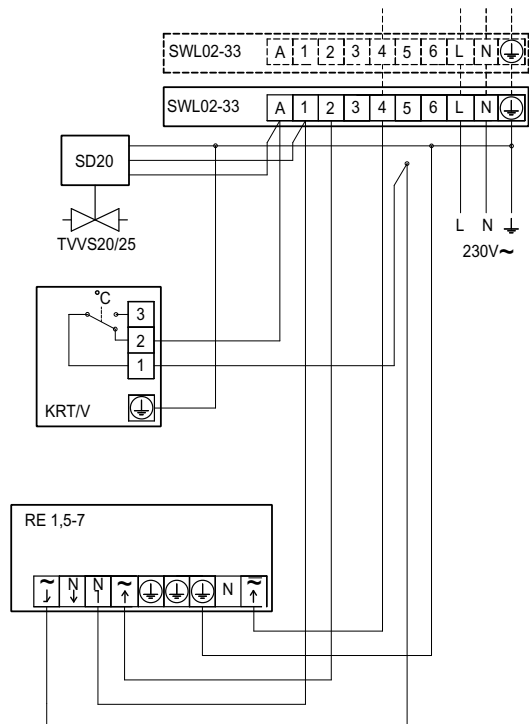 SWL02-33 A 1 2 3 4 5 6 L N
SWL02-33 A 1 2 3 4 5 6 L N
SD20
TVVS20/25
L N
230V~
°C
3
2
1
KRT/V
RE 1,5-7
~ N N ~ N ~